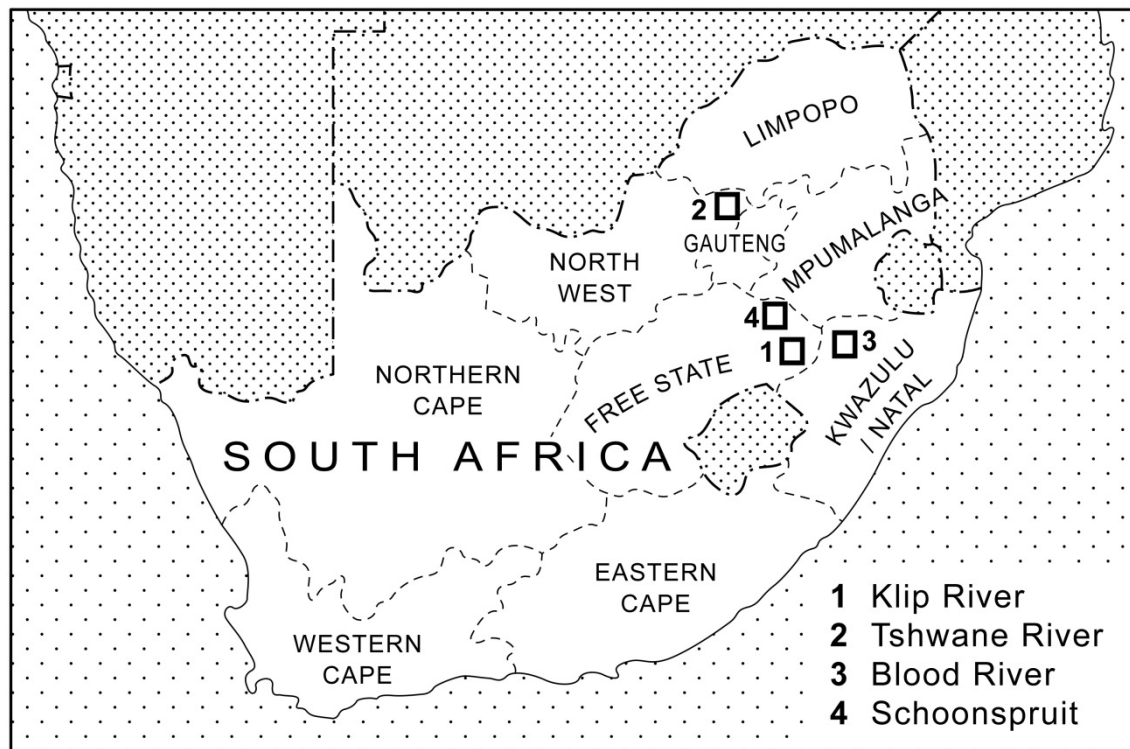 LIMPOPO
2
GAUTENG
MPUMALANGA
NORTH
WEST
4
1
3
NORTHERN
CAPE
FREE STATE
KWAZULU
/ NATAL
SOUTH AFRICA
EASTERN
CAPE
WESTERN
CAPE
1 Klip River
2 Tshwane River
3 Blood River
4 Schoonspruit